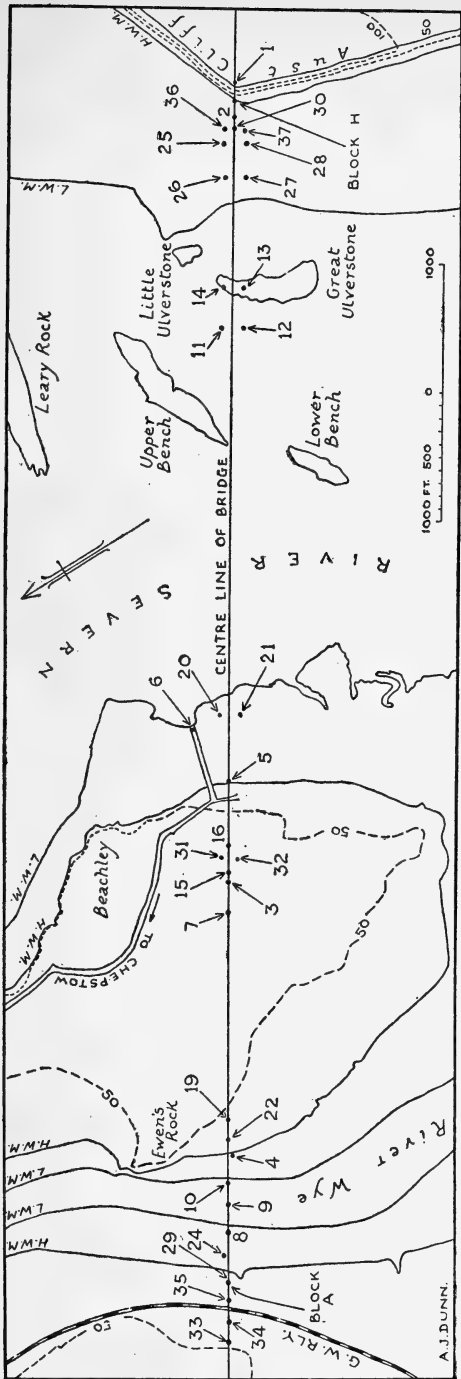 H.W.M.
CLIFF
AUST
50
100
1
2
36
30
25
37
28
26
27
BLOCK H
L.W.M.
Little
Ulverstone
Great
Ulverstone
14
13
11
12
Leary Rock
Upper
Bench
Lower
Bench
1000 FT. 500 0 1000
CENTRE LINE OF BRIDGE
SEVERN
RIVER
6
20
21
5
L.W.M.
H.W.M.
Beachley
TO CHEPSTOW
16
31
32
15
3
7
50
50
50
Ewen's
Rock
19
22
4
H.W.M.
L.W.M.
L.W.M.
H.W.M.
River Wye
10
9
8
24
29
35
BLOCK
A
33
34
50
G.W. RLY.
A.J. DUNN.